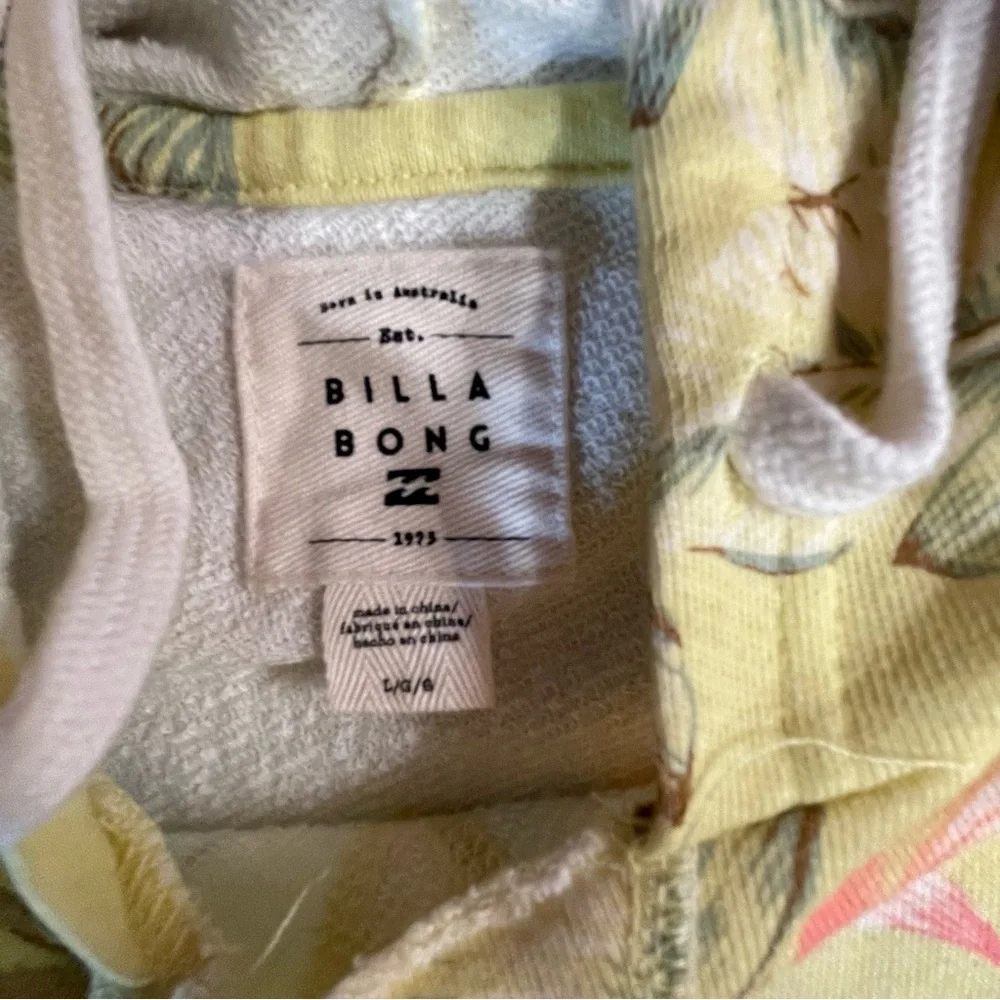 Born in Australia
Est.
BILLA
BONG
1973
made in china/
fabriqué en chine/
hecho en china
L/G/G